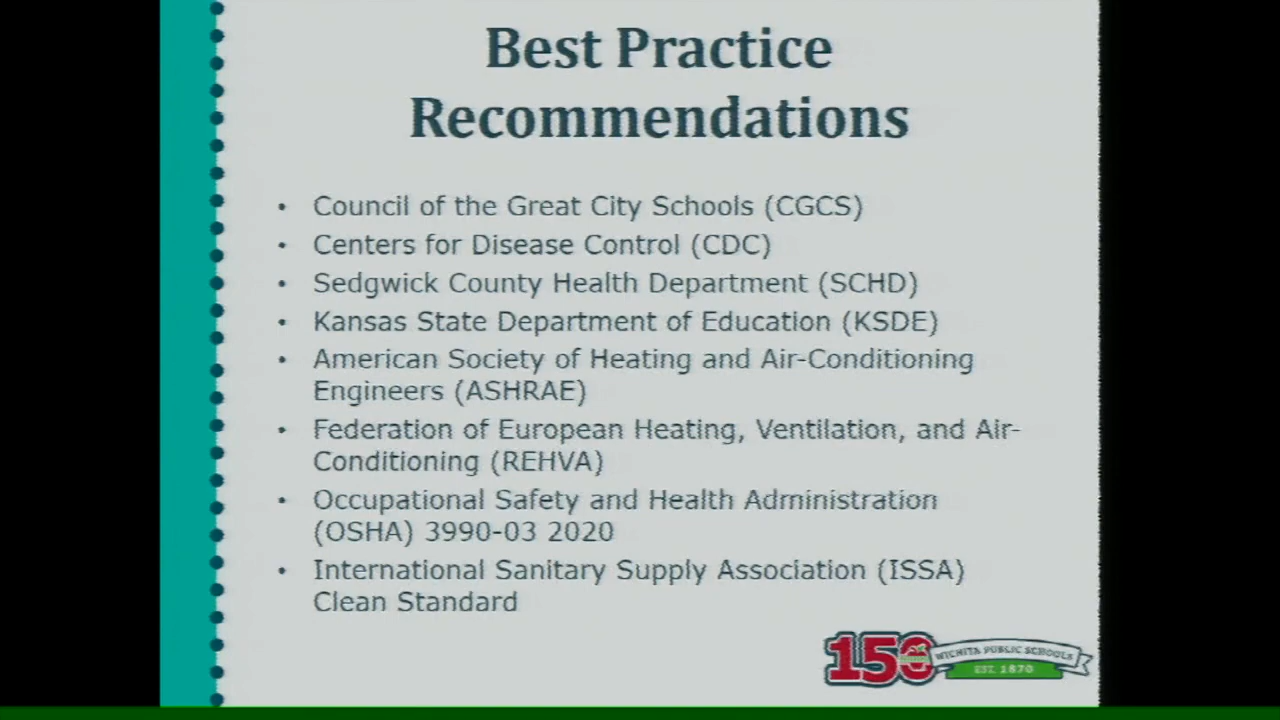 Best Practice
Recommendations
• Council of the Great City Schools (CGCS)
• Centers for Disease Control (CDC)
• Sedgwick County Health Department (SCHD)
• Kansas State Department of Education (KSDE)
• American Society of Heating and Air-Conditioning
Engineers (ASHRAE)
• Federation of European Heating, Ventilation, and Air-
Conditioning (REHVA)
• Occupational Safety and Health Administration
(OSHA) 3990-03 2020
• International Sanitary Supply Association (ISSA)
Clean Standard
150
WICHITA PUBLIC SCHOOLS
EST. 1870